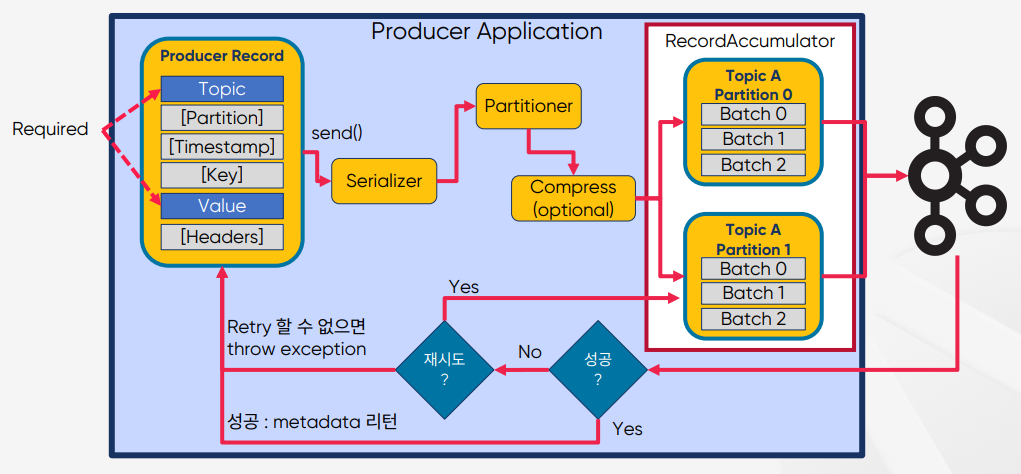 Producer Application
Producer Record
Topic
[Partition]
[Timestamp]
[Key]
Value
[Headers]
Required
send()
Serializer
Partitioner
Compress
(optional)
RecordAccumulator
Topic A
Partition 0
Batch 0
Batch 1
Batch 2
Topic A
Partition 1
Batch 0
Batch 1
Batch 2
Yes
Retry 할 수 없으면
throw exception
재시도
?
No
성공
?
성공 : metadata 리턴
Yes